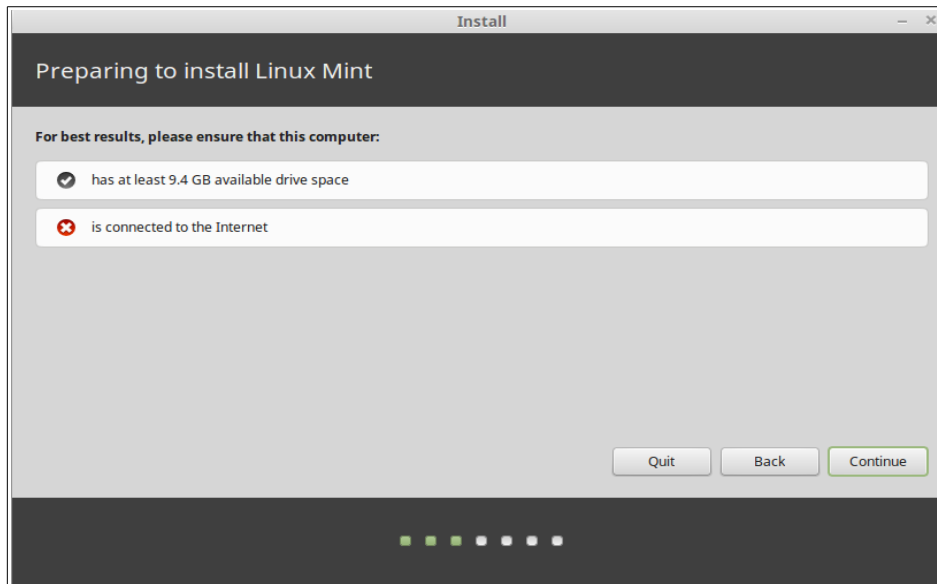 Install
Preparing to install Linux Mint
For best results, please ensure that this computer:
has at least 9.4 GB available drive space
is connected to the Internet
Quit Back Continue